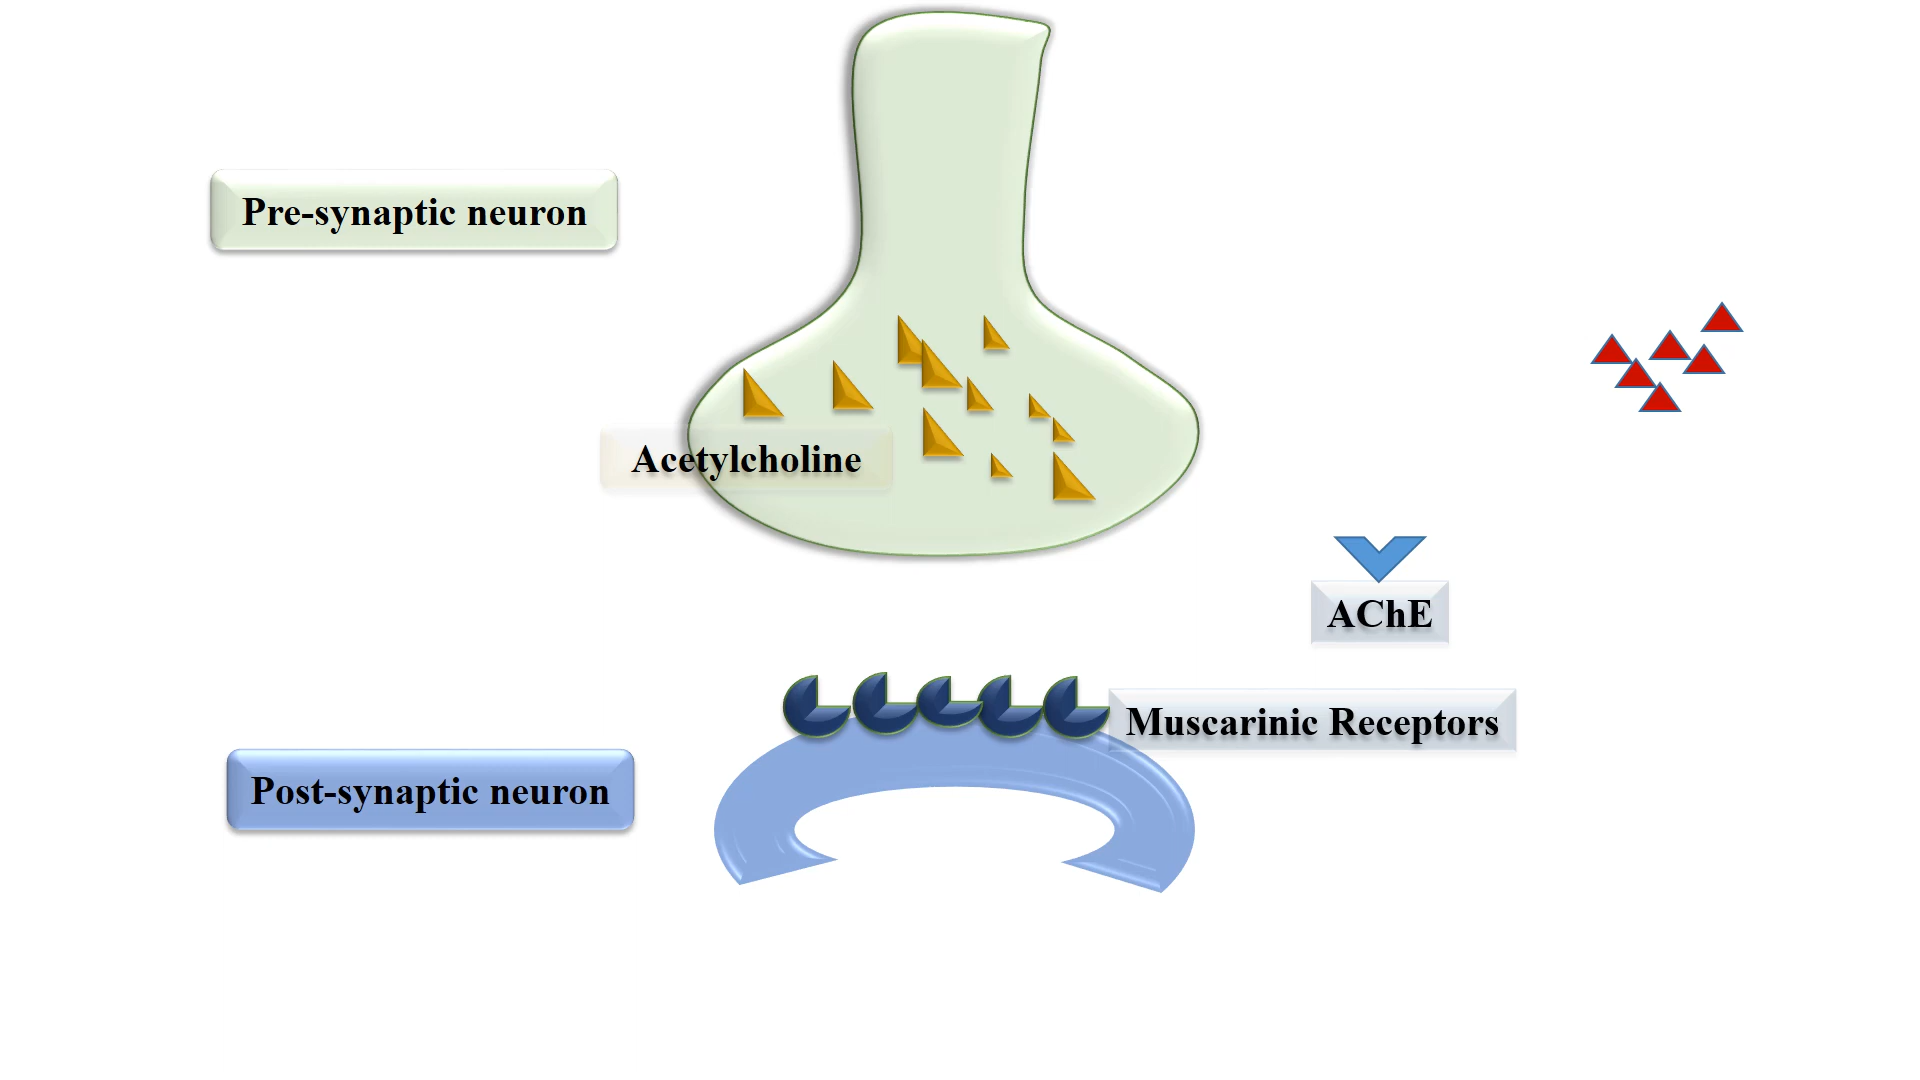 Pre-synaptic neuron
Acetylcholine
AChE
Muscarinic Receptors
Post-synaptic neuron